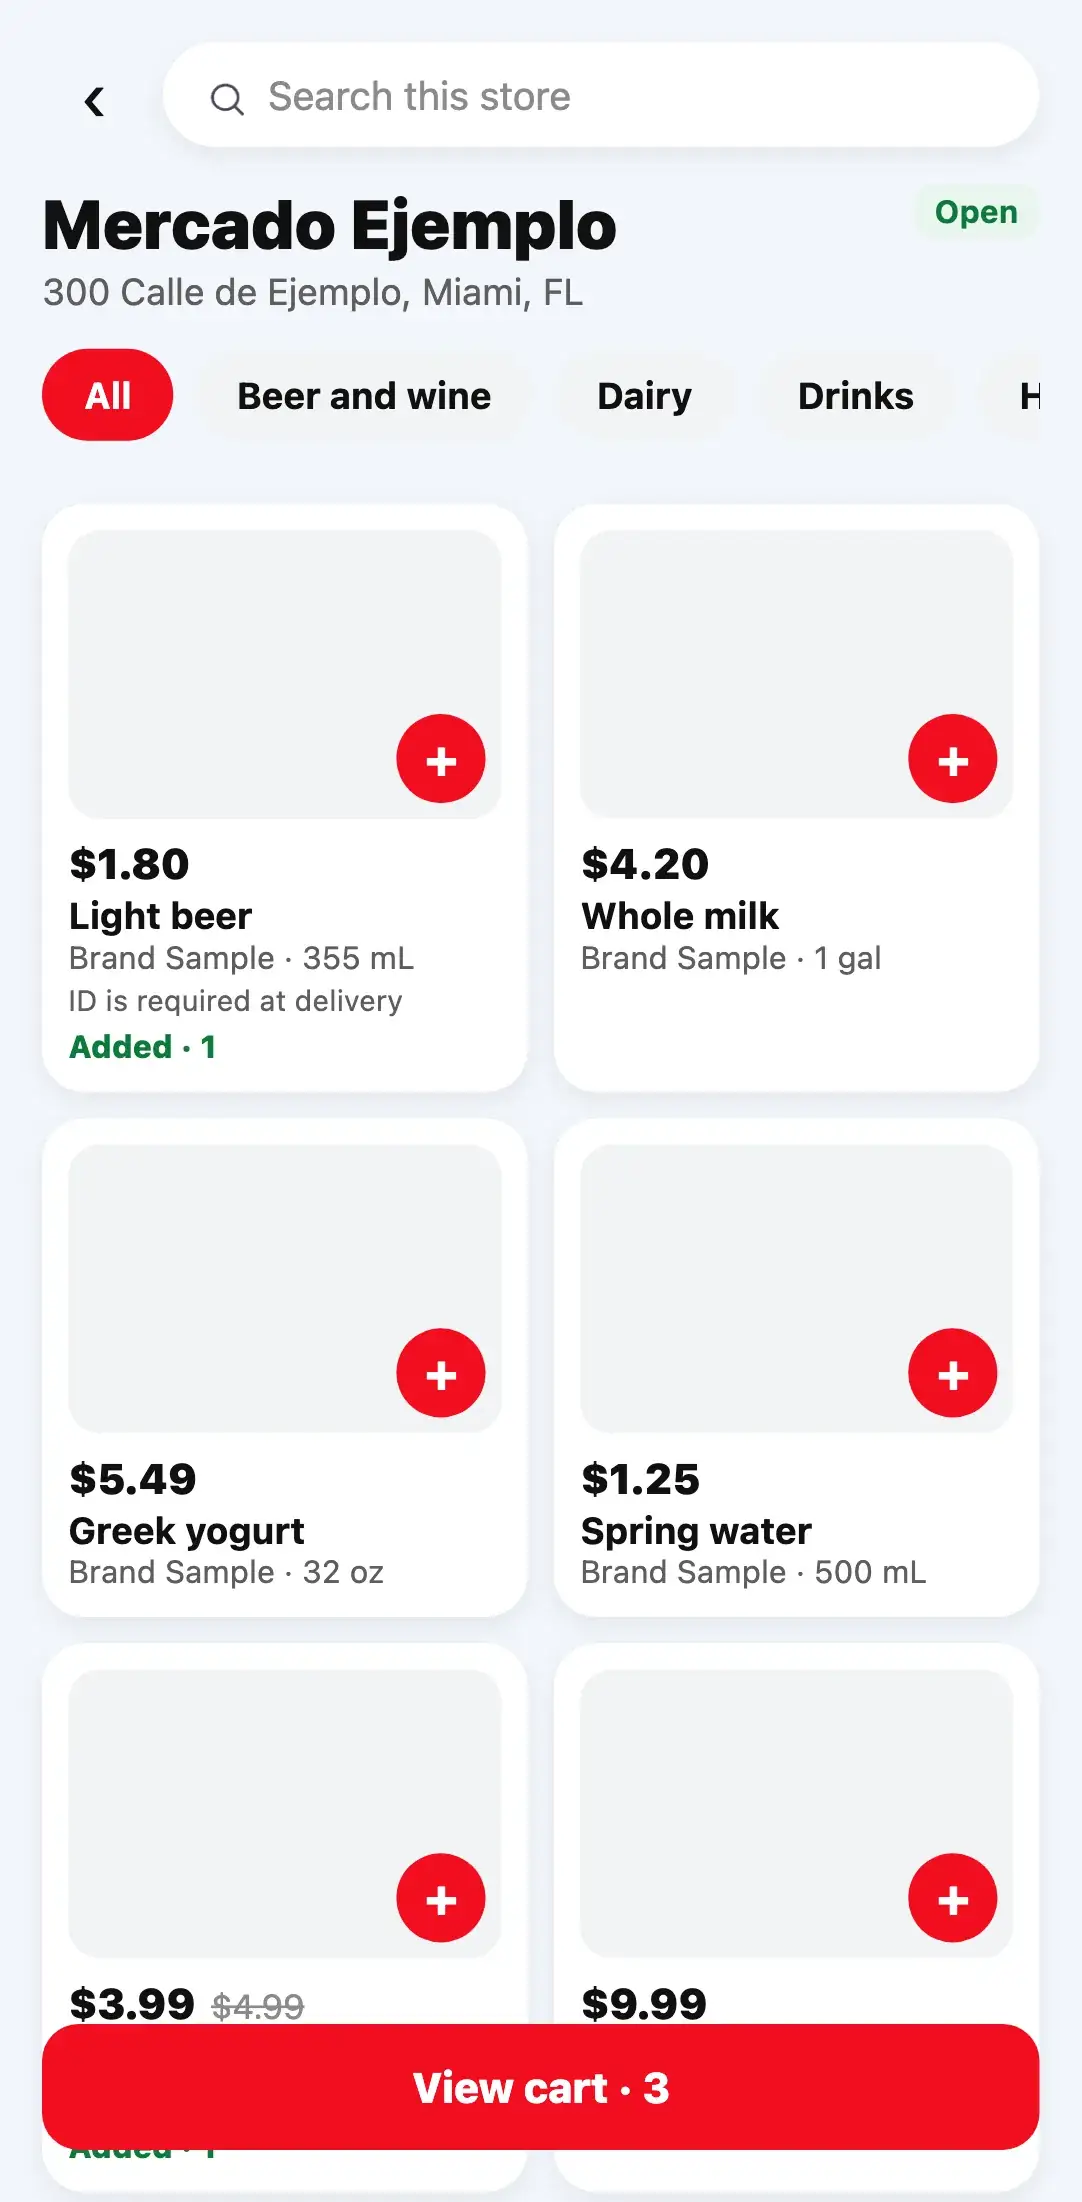 Search this store
Mercado Ejemplo
Open
300 Calle de Ejemplo, Miami, FL
All
Beer and wine
Dairy
Drinks
H
$1.80
Light beer
Brand Sample · 355 mL
ID is required at delivery
Added · 1
$4.20
Whole milk
Brand Sample · 1 gal
$5.49
Greek yogurt
Brand Sample · 32 oz
$1.25
Spring water
Brand Sample · 500 mL
$3.99 $4.99
$9.99
View cart · 3
Added · 1